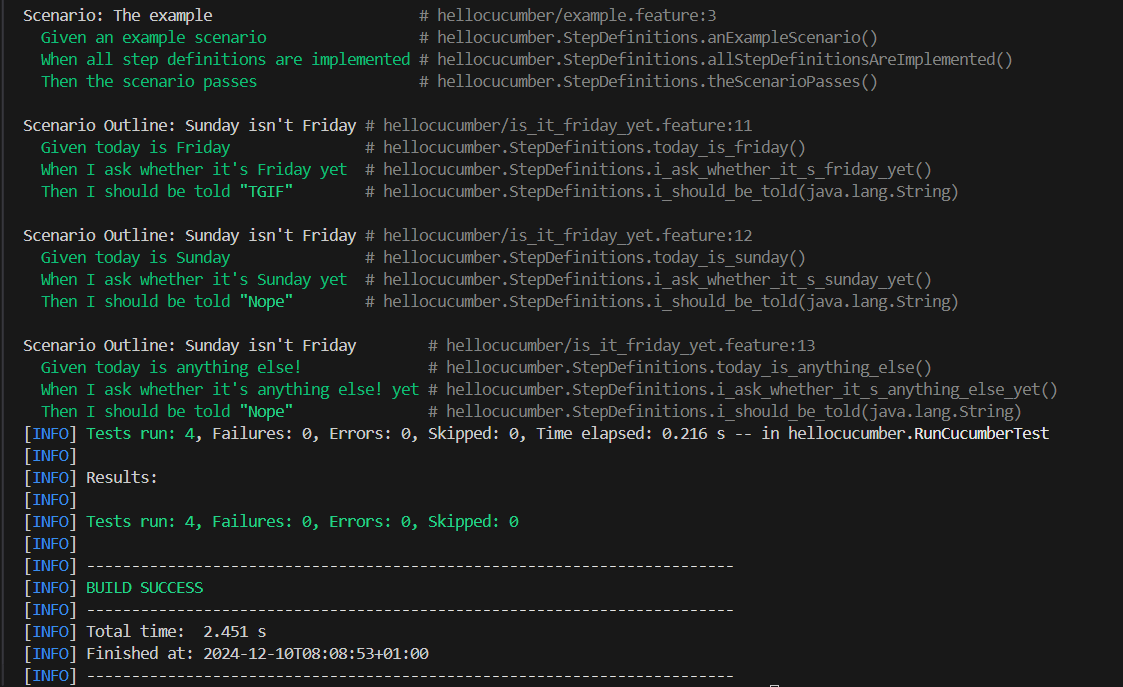 Scenario: The example # hellocucumber/example.feature:3
Given an example scenario # hellocucumber.StepDefinitions.anExampleScenario()
When all step definitions are implemented # hellocucumber.StepDefinitions.allStepDefinitionsAreImplemented()
Then the scenario passes # hellocucumber.StepDefinitions.theScenarioPasses()
Scenario Outline: Sunday isn't Friday # hellocucumber/is_it_friday_yet.feature:11
Given today is Friday # hellocucumber.StepDefinitions.today_is_friday()
When I ask whether it's Friday yet # hellocucumber.StepDefinitions.i_ask_whether_it_s_friday_yet()
Then I should be told "TGIF" # hellocucumber.StepDefinitions.i_should_be_told(java.lang.String)
Scenario Outline: Sunday isn't Friday # hellocucumber/is_it_friday_yet.feature:12
Given today is Sunday # hellocucumber.StepDefinitions.today_is_sunday()
When I ask whether it's Sunday yet # hellocucumber.StepDefinitions.i_ask_whether_it_s_sunday_yet()
Then I should be told "Nope" # hellocucumber.StepDefinitions.i_should_be_told(java.lang.String)
Scenario Outline: Sunday isn't Friday # hellocucumber/is_it_friday_yet.feature:13
Given today is anything else! # hellocucumber.StepDefinitions.today_is_anything_else()
When I ask whether it's anything else! yet # hellocucumber.StepDefinitions.i_ask_whether_it_s_anything_else_yet()
Then I should be told "Nope" # hellocucumber.StepDefinitions.i_should_be_told(java.lang.String)
[INFO] Tests run: 4, Failures: 0, Errors: 0, Skipped: 0, Time elapsed: 0.216 s -- in hellocucumber.RunCucumberTest
[INFO]
[INFO] Results:
[INFO]
[INFO] Tests run: 4, Failures: 0, Errors: 0, Skipped: 0
[INFO]
[INFO] ------------------------------------------------------------------------
[INFO] BUILD SUCCESS
[INFO] ------------------------------------------------------------------------
[INFO] Total time:  2.451 s
[INFO] Finished at: 2024-12-10T08:08:53+01:00
[INFO] ------------------------------------------------------------------------